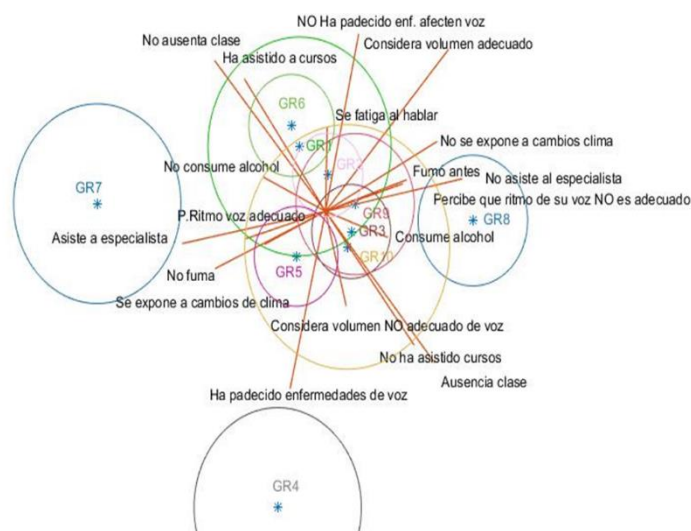 NO Ha padecido enf. afecten voz
No ausenta clase
Considera volumen adecuado
Ha asistido a cursos
GR6
Se fatiga al hablar
GR1
No se expone a cambios clima
GR2
No consume alcohol
Fumó antes
No asiste al especialista
GR7
Percibe que ritmo de su voz NO es adecuado
P.Ritmo voz adecuado
GR9
GR8
Asiste a especialista
GR3
Consume alcohol
GR10
No fuma
GR5
Se expone a cambios de clima
Considera volumen NO adecuado de voz
No ha asistido cursos
Ausencia clase
Ha padecido enfermedades de voz
GR4